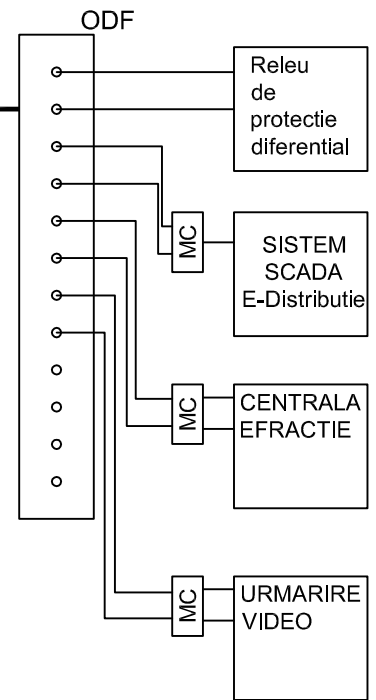 ODF
Releu
de
protectie
diferential
MC
SISTEM
SCADA
E-Distributie
MC
CENTRALA
EFRACTIE
MC
URMARIRE
VIDEO